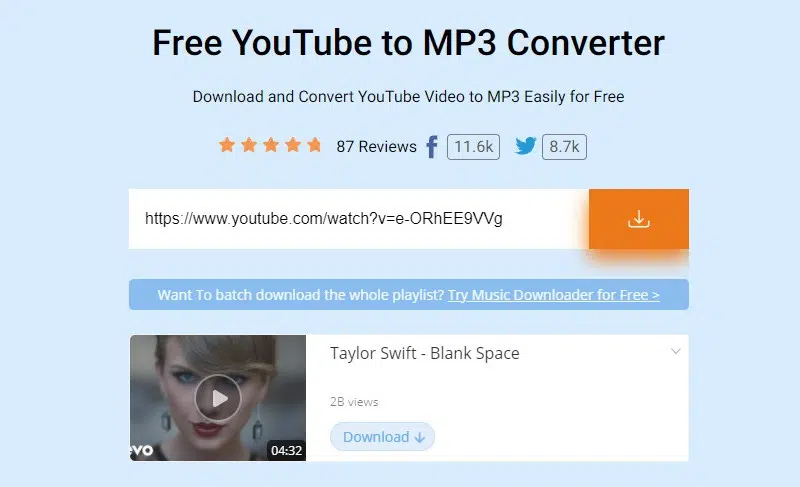 Free YouTube to MP3 Converter
Download and Convert YouTube Video to MP3 Easily for Free
87 Reviews 11.6k 8.7k
https://www.youtube.com/watch?v=e-ORhEE9VVg
Want To batch download the whole playlist? Try Music Downloader for Free >
Taylor Swift - Blank Space
2B views
evo 04:32
Download